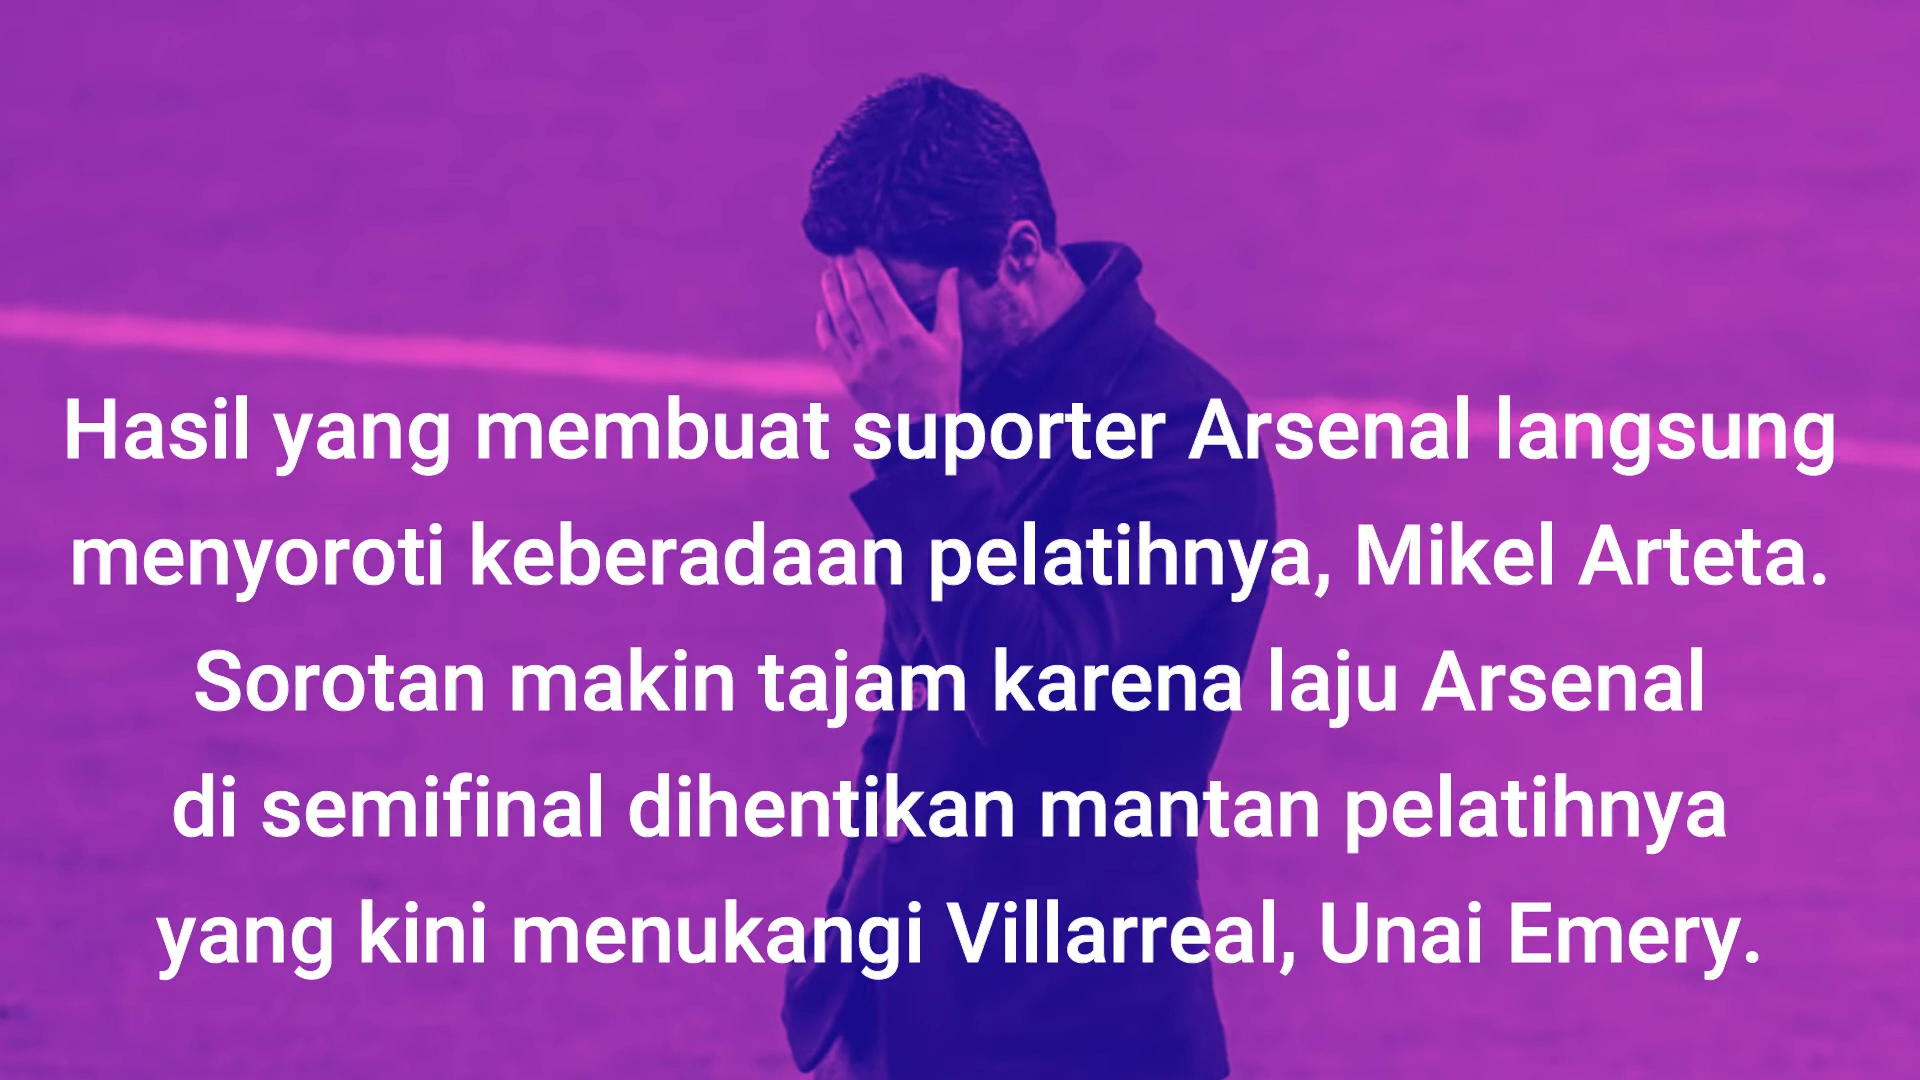 Hasil yang membuat suporter Arsenal langsung
menyoroti keberadaan pelatihnya, Mikel Arteta.
Sorotan makin tajam karena laju Arsenal
di semifinal dihentikan mantan pelatihnya
yang kini menukangi Villarreal, Unai Emery.